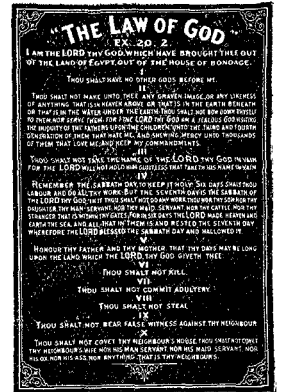 "THE LAW OF GOD"
EX. 20. 2.
I AM THE LORD THY GOD, WHICH HAVE BROUGHT THEE OUT
OF THE LAND OF EGYPT, OUT OF THE HOUSE OF BONDAGE.
I
THOU SHALT HAVE NO OTHER GODS BEFORE ME.
II
THOU SHALT NOT MAKE UNTO THEE ANY GRAVEN IMAGE, OR ANY LIKENESS
OF ANYTHING THAT IS IN HEAVEN ABOVE OR THAT IS IN THE EARTH BENEATH
OR THAT IS IN THE WATER UNDER THE EARTH. THOU SHALT NOT BOW DOWN THYSELF
TO THEM NOR SERVE THEM. FOR I THE LORD THY GOD AM A JEALOUS GOD VISITING
THE INIQUITY OF THE FATHERS UPON THE CHILDREN UNTO THE THIRD AND FOURTH
GENERATION OF THEM THAT HATE ME, AND SHEWING MERCY UNTO THOUSANDS
OF THEM THAT LOVE ME, AND KEEP MY COMMANDMENTS.
III
THOU SHALT NOT TAKE THE NAME OF THE LORD THY GOD IN VAIN
FOR THE LORD WILL NOT HOLD HIM GUILTLESS THAT TAKETH HIS NAME IN VAIN
IV
REMEMBER THE SABBATH DAY, TO KEEP IT HOLY. SIX DAYS SHALT THOU
LABOUR AND DO ALL THY WORK: BUT THE SEVENTH DAY IS THE SABBATH OF
THE LORD THY GOD; IN IT THOU SHALT NOT DO ANY WORK, THOU NOR THY SON NOR THY
DAUGHTER THY MAN-SERVANT, NOR THY MAID SERVANT, NOR THY CATTLE, NOR THY
STRANGER THAT IS WITHIN THY GATES, FOR IN SIX DAYS THE LORD MADE HEAVEN AND
EARTH THE SEA, AND ALL THAT IN THEM IS AND RESTED THE SEVENTH DAY
WHEREFORE THE LORD BLESSED THE SABBATH DAY AND HALLOWED IT
V
HONOUR THY FATHER AND THY MOTHER, THAT THY DAYS MAY BE LONG
UPON THE LAND WHICH THE LORD THY GOD GIVETH THEE.
VI
THOU SHALT NOT KILL.
VII
THOU SHALT NOT COMMIT ADULTERY.
VIII
THOU SHALT NOT STEAL
IX
THOU SHALT NOT BEAR FALSE WITNESS AGAINST THY NEIGHBOUR
X
THOU SHALT NOT COVET THY NEIGHBOUR'S HOUSE, THOU SHALT NOT COVET
THY NEIGHBOUR'S WIFE NOR HIS MAN SERVANT NOR HIS MAID SERVANT, NOR
HIS OX, NOR HIS ASS, NOR ANYTHING THAT IS THY NEIGHBOUR'S.